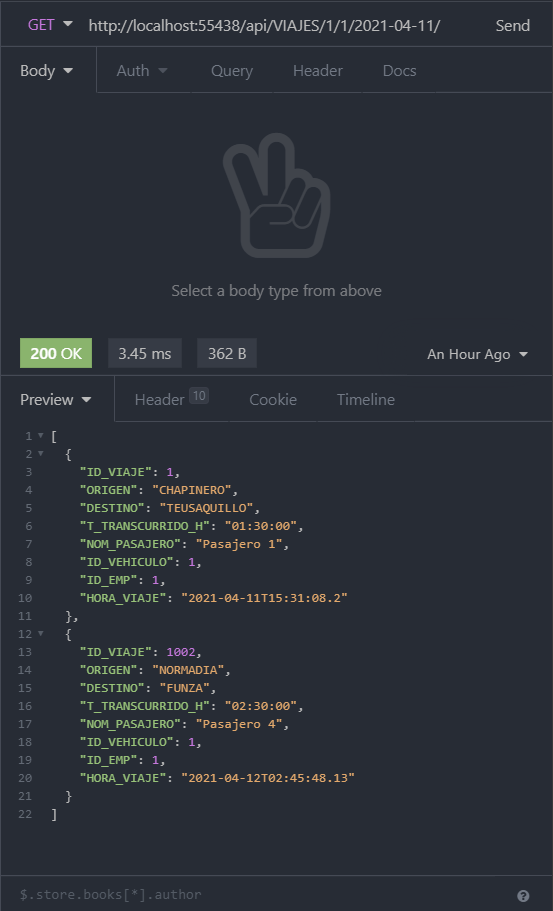 GET http://localhost:55438/api/VIAJES/1/1/2021-04-11/ Send
Body Auth Query Header Docs
Select a body type from above
200 OK 3.45 ms 362 B An Hour Ago
Preview Header 10 Cookie Timeline
1 [
2 {
3 "ID_VIAJE": 1,
4 "ORIGEN": "CHAPINERO",
5 "DESTINO": "TEUSAQUILLO",
6 "T_TRANSCURRIDO_H": "01:30:00",
7 "NOM_PASAJERO": "Pasajero 1",
8 "ID_VEHICULO": 1,
9 "ID_EMP": 1,
10 "HORA_VIAJE": "2021-04-11T15:31:08.2"
11 },
12 {
13 "ID_VIAJE": 1002,
14 "ORIGEN": "NORMADIA",
15 "DESTINO": "FUNZA",
16 "T_TRANSCURRIDO_H": "02:30:00",
17 "NOM_PASAJERO": "Pasajero 4",
18 "ID_VEHICULO": 1,
19 "ID_EMP": 1,
20 "HORA_VIAJE": "2021-04-12T02:45:48.13"
21 }
22 ]
$.store.books[*].author ?